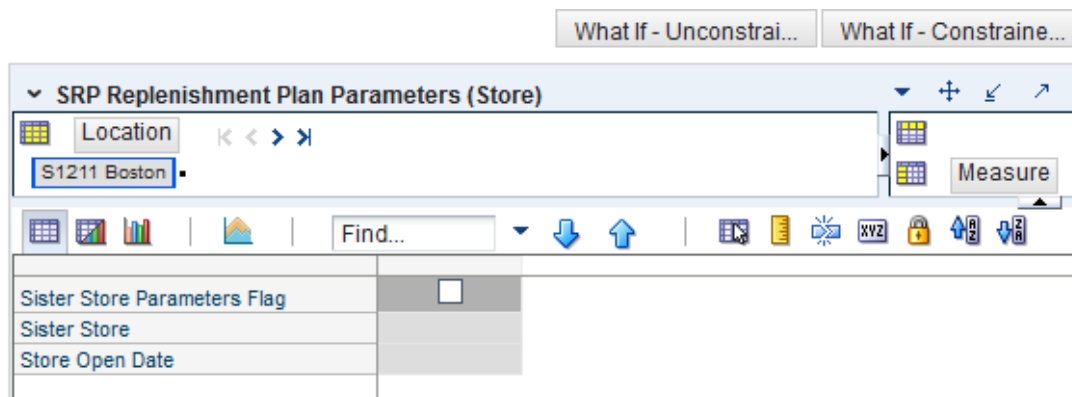 What If - Unconstrai... What If - Constraine...
SRP Replenishment Plan Parameters (Store)
Location
S1211 Boston
Measure
Find...
XYZ
A
Z
Z
A
Sister Store Parameters Flag
Sister Store
Store Open Date